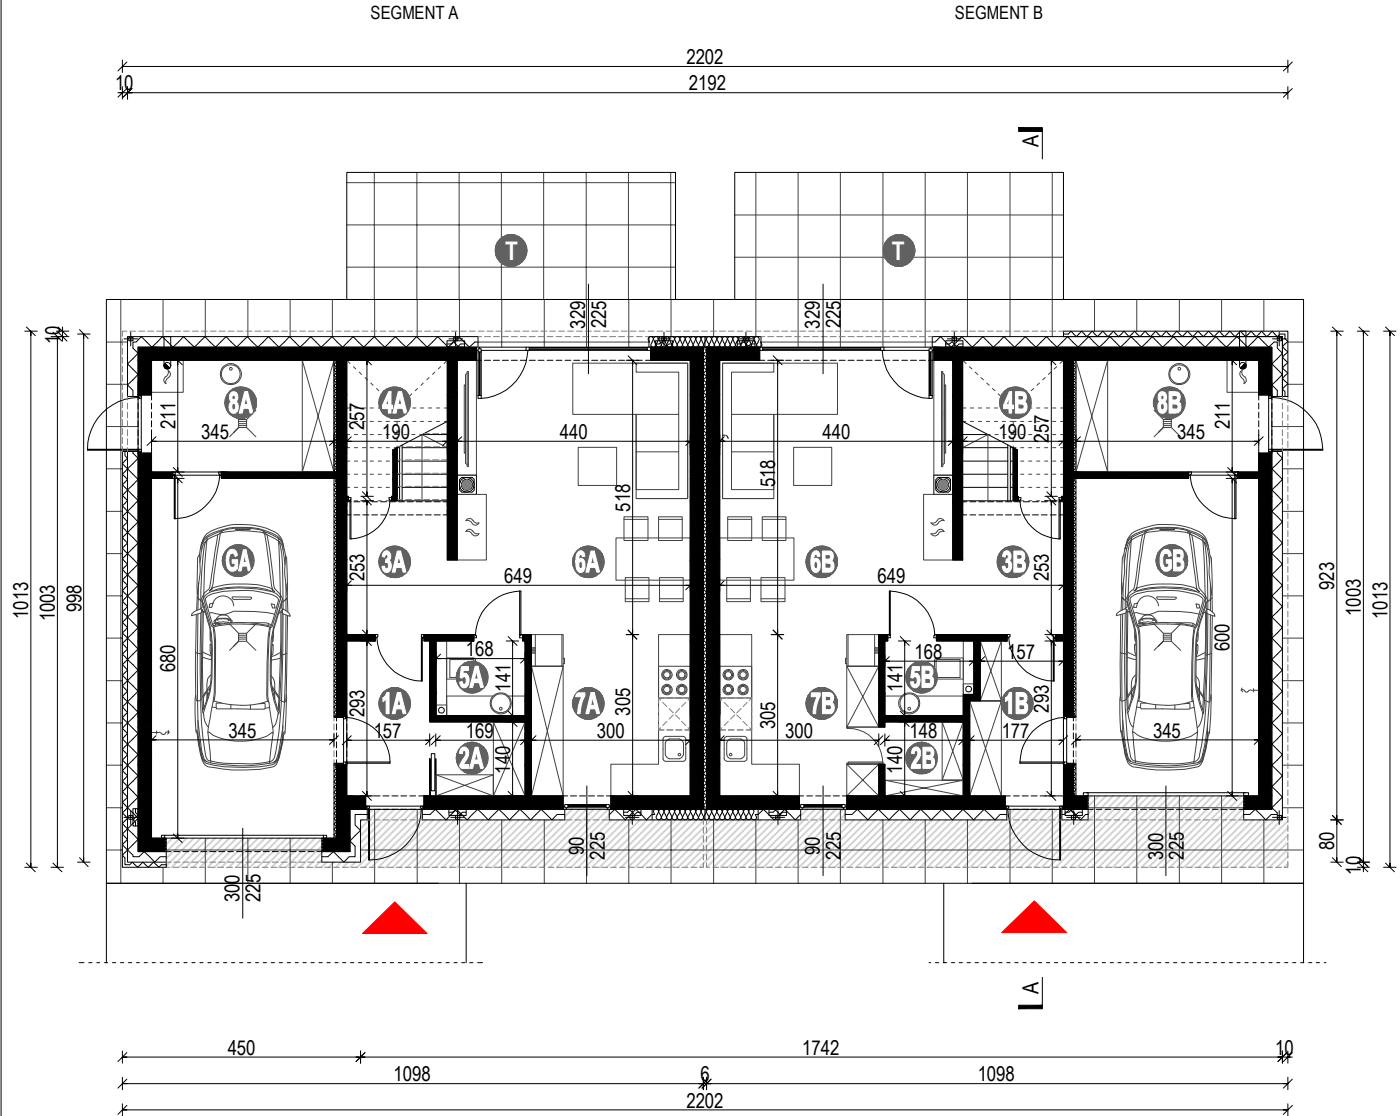 SEGMENT A SEGMENT B
2202
10 2192
A
T T
329 225 329 225
10 1013 1003 998
923 1003 1013
8A 211 345
4A 257 190
440 440
4B 257 190
8B 211 345
518 518
GA 3A 253 6A 6B 3B 253 GB
649 649
680 600
168 141 5A
168 141 5B 157
1A 293 7A 305
305 7B 1B 293
345 157 169 300 300 148 177 345
2A 140 140 2B
90 225 90 225
300 225 300 225
80 10
A
450 1742 10
1098 6 1098
2202